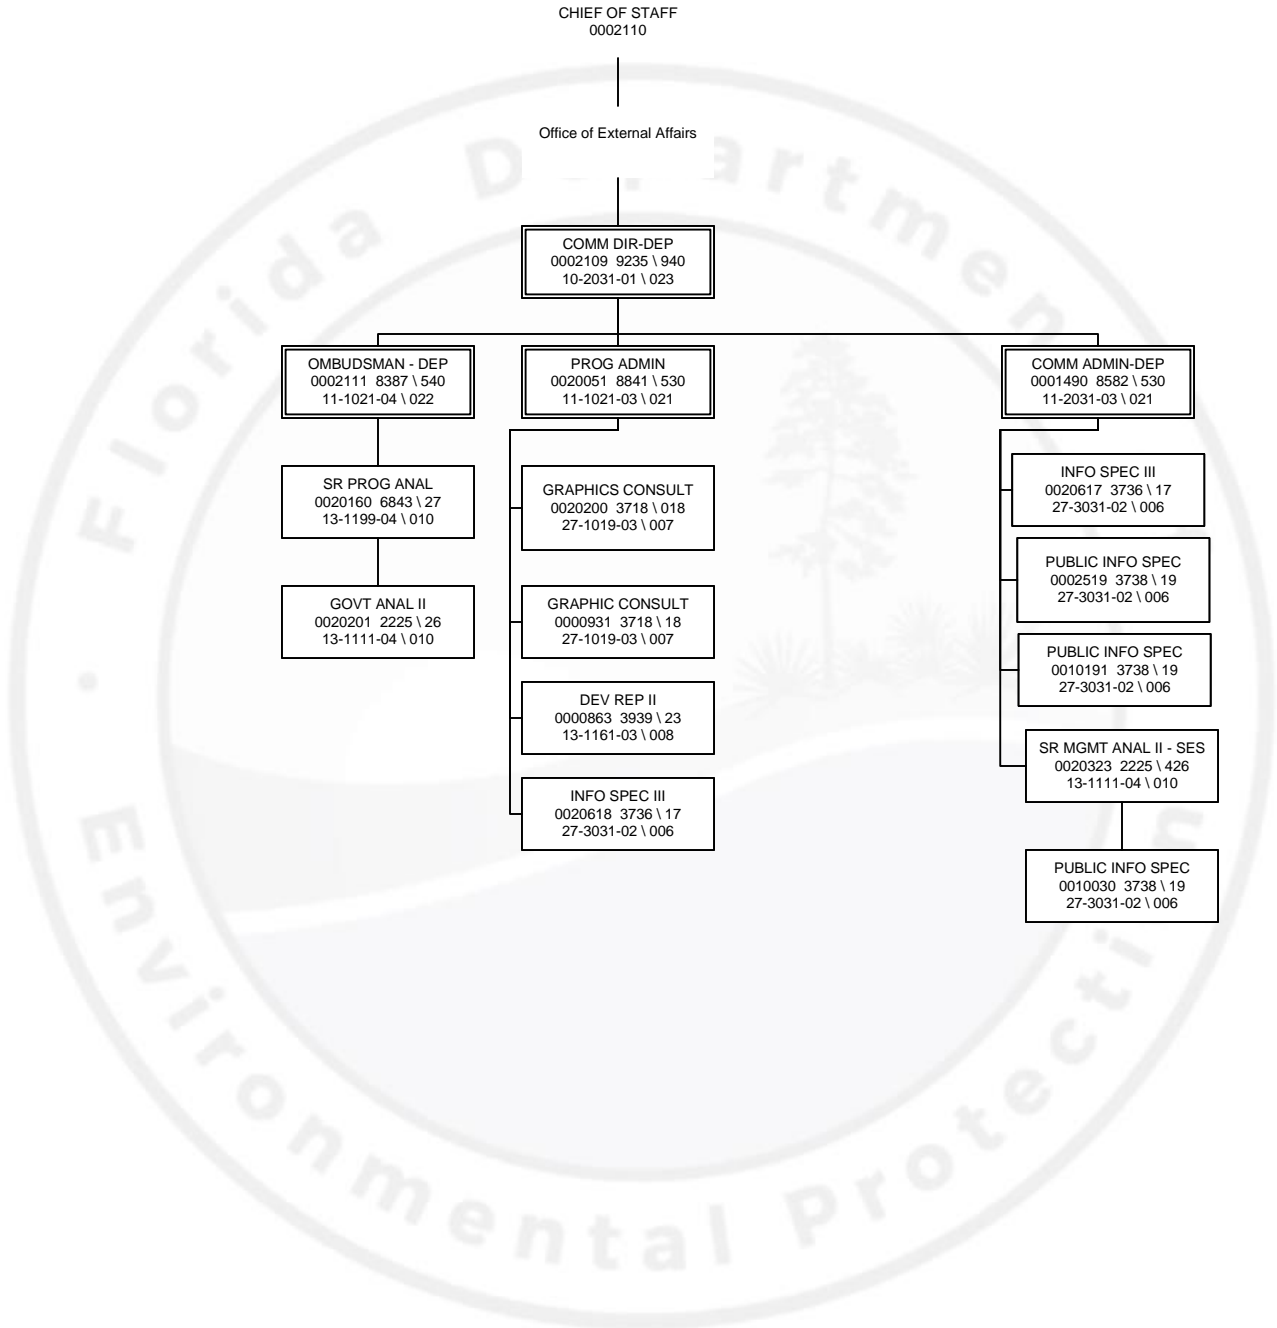 CHIEF OF STAFF
0002110
Office of External Affairs
COMM DIR-DEP
0002109 9235 \ 940
10-2031-01 \ 023
OMBUDSMAN - DEP
0002111 8387 \ 540
11-1021-04 \ 022
SR PROG ANAL
0020160 6843 \ 27
13-1199-04 \ 010
GOVT ANAL II
0020201 2225 \ 26
13-1111-04 \ 010
PROG ADMIN
0020051 8841 \ 530
11-1021-03 \ 021
GRAPHICS CONSULT
0020200 3718 \ 018
27-1019-03 \ 007
GRAPHIC CONSULT
0000931 3718 \ 18
27-1019-03 \ 007
DEV REP II
0000863 3939 \ 23
13-1161-03 \ 008
INFO SPEC III
0020618 3736 \ 17
27-3031-02 \ 006
COMM ADMIN-DEP
0001490 8582 \ 530
11-2031-03 \ 021
INFO SPEC III
0020617 3736 \ 17
27-3031-02 \ 006
PUBLIC INFO SPEC
0002519 3738 \ 19
27-3031-02 \ 006
PUBLIC INFO SPEC
0010191 3738 \ 19
27-3031-02 \ 006
SR MGMT ANAL II - SES
0020323 2225 \ 426
13-1111-04 \ 010
PUBLIC INFO SPEC
0010030 3738 \ 19
27-3031-02 \ 006
Florida Department
Environmental Protection